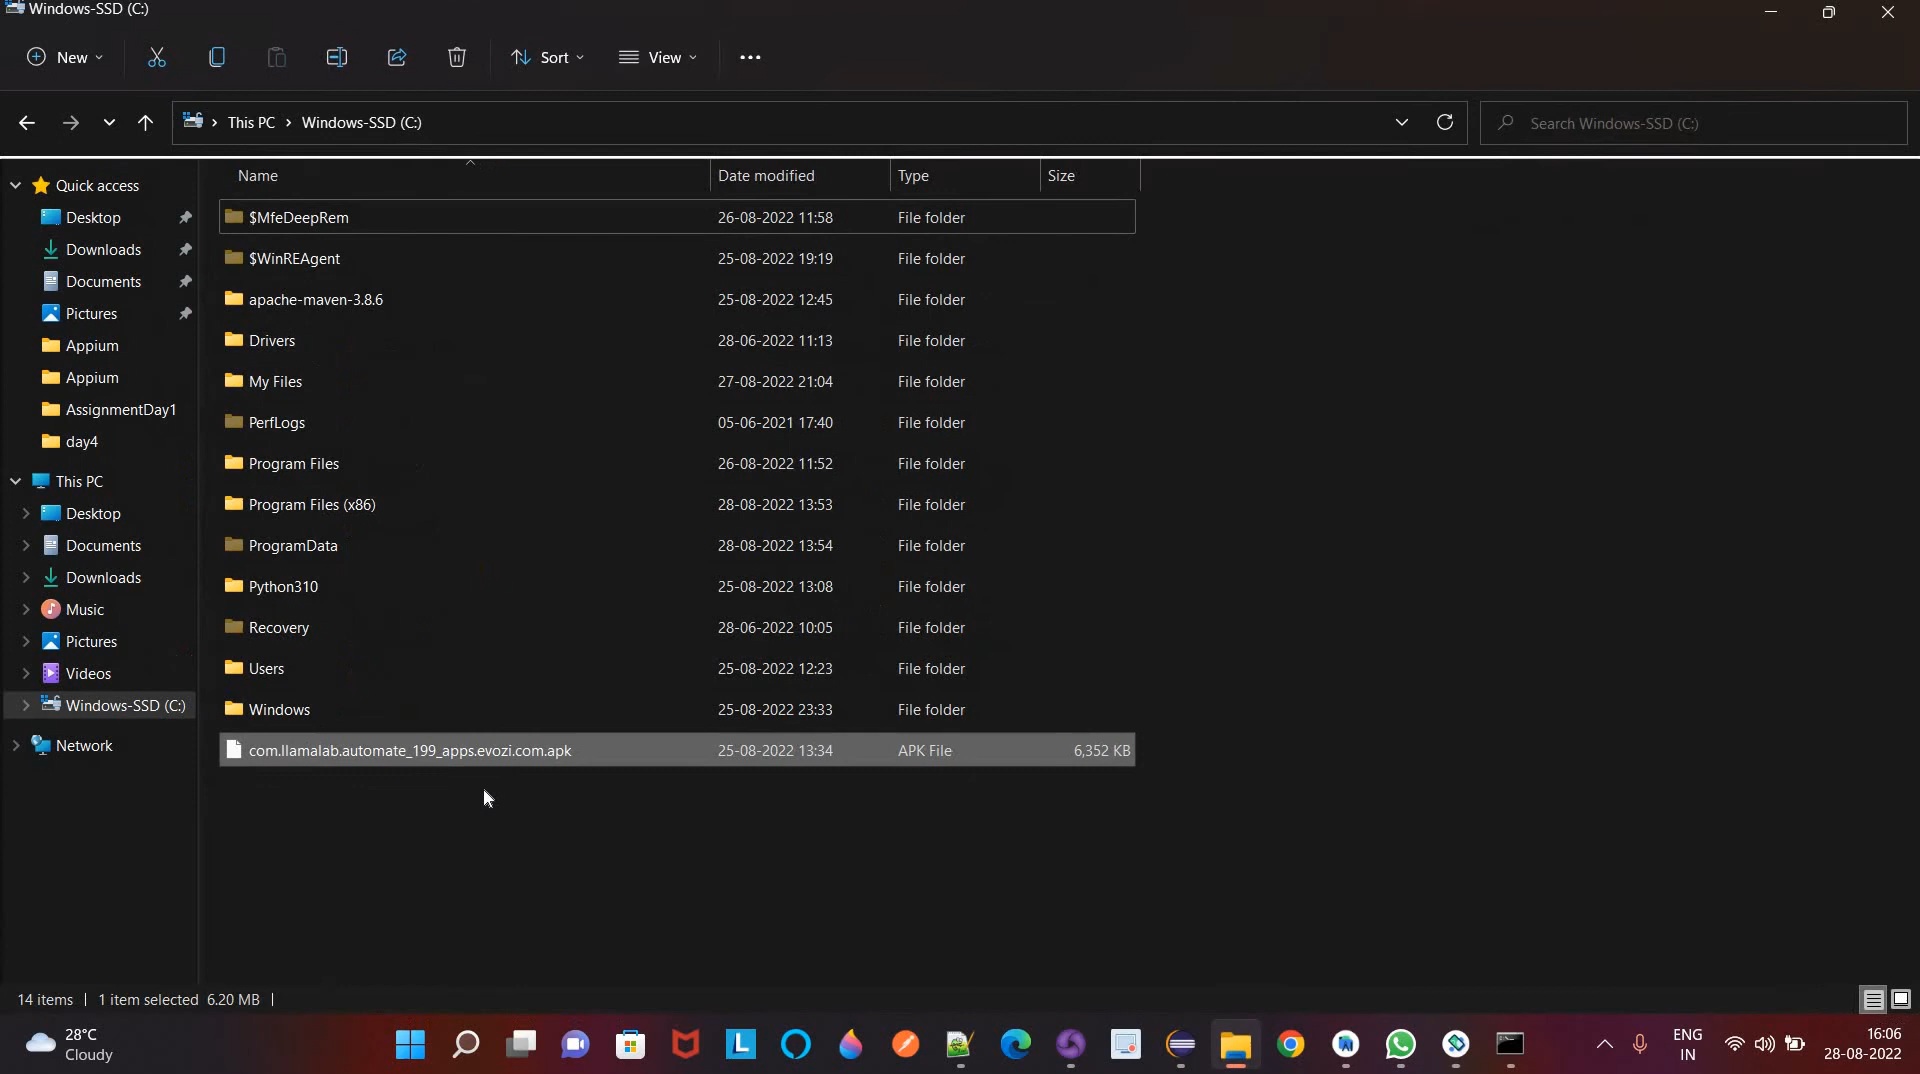 Windows-SSD (C:)
New Sort View
This PC Windows-SSD (C:) Search Windows-SSD (C:)
Quick access
Desktop
Downloads
Documents
Pictures
Appium
Appium
AssignmentDay1
day4
This PC
Desktop
Documents
Downloads
Music
Pictures
Videos
Windows-SSD (C:)
Network
Name Date modified Type Size
$MfeDeepRem 26-08-2022 11:58 File folder
$WinREAgent 25-08-2022 19:19 File folder
apache-maven-3.8.6 25-08-2022 12:45 File folder
Drivers 28-06-2022 11:13 File folder
My Files 27-08-2022 21:04 File folder
PerfLogs 05-06-2021 17:40 File folder
Program Files 26-08-2022 11:52 File folder
Program Files (x86) 28-08-2022 13:53 File folder
ProgramData 28-08-2022 13:54 File folder
Python310 25-08-2022 13:08 File folder
Recovery 28-06-2022 10:05 File folder
Users 25-08-2022 12:23 File folder
Windows 25-08-2022 23:33 File folder
com.llamalab.automate_199_apps.evozi.com.apk 25-08-2022 13:34 APK File 6,352 KB
14 items 1 item selected 6.20 MB
28°C
Cloudy
L
ENG
IN
16:06
28-08-2022